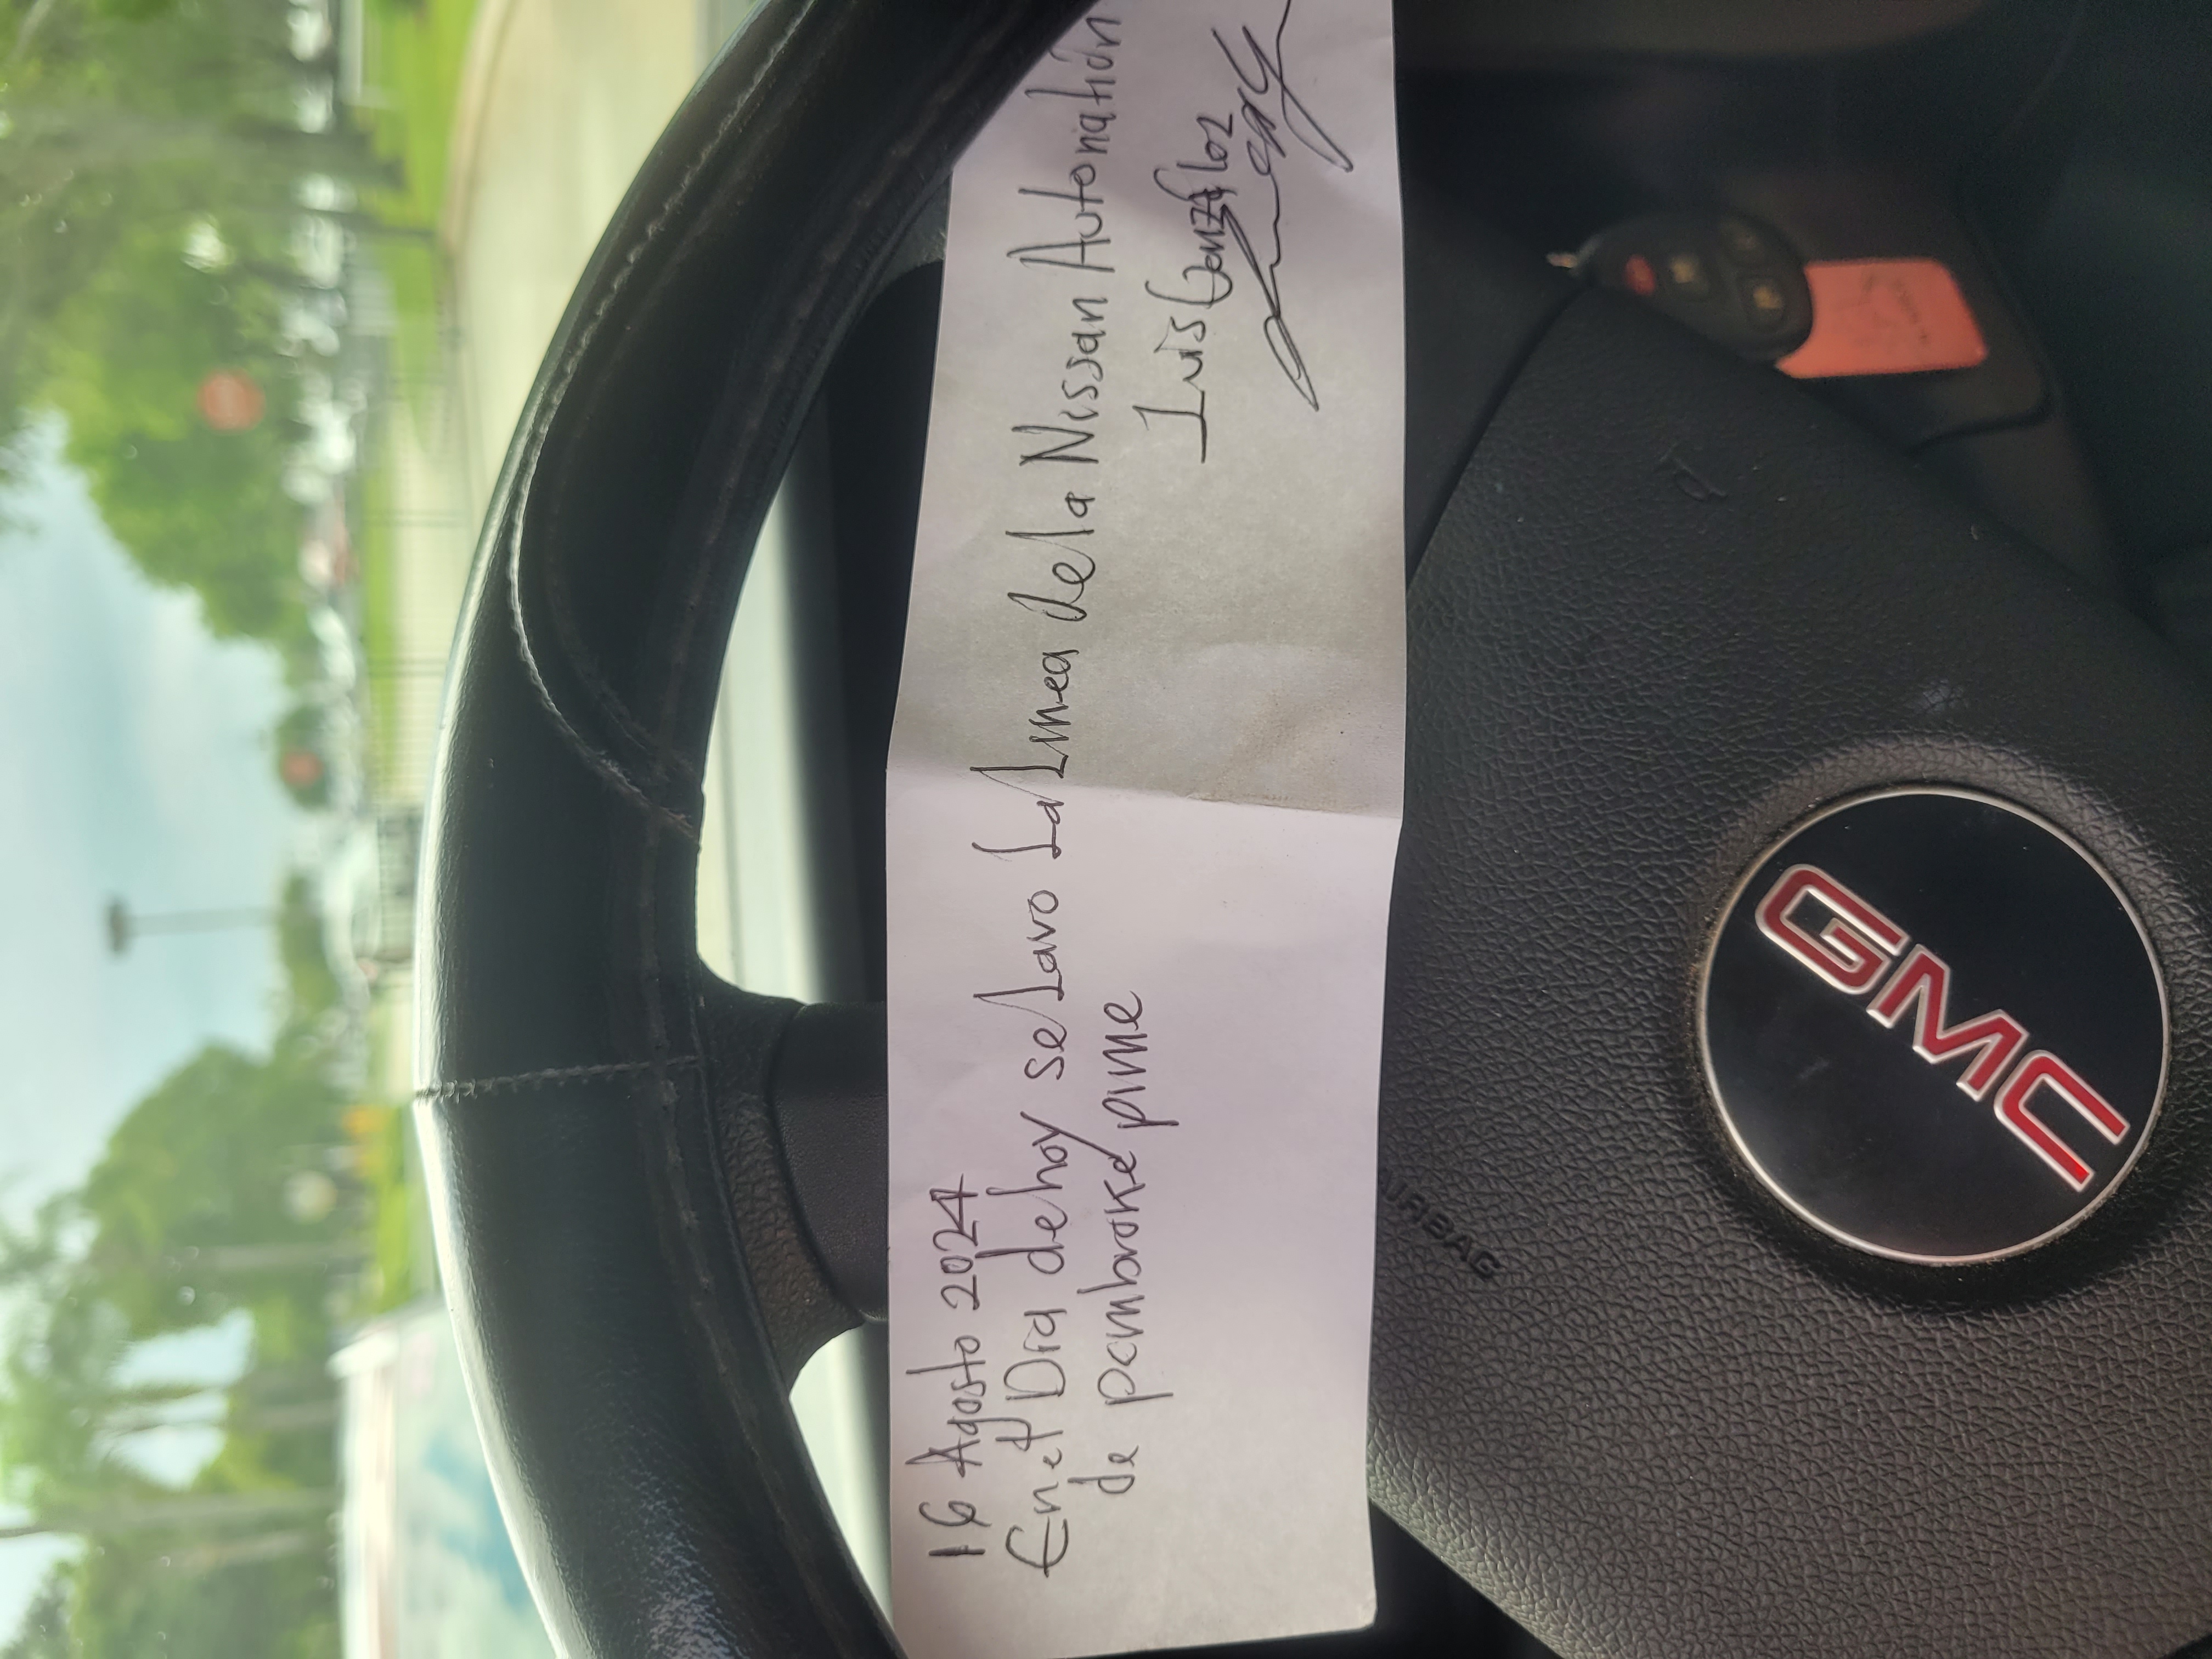 16 Agosto 2024
En el Dia de hoy se Lavo La Linea de la Nissan Autonation
de pembroke pine
Luis Gonzalez
AIRBAG
GMC